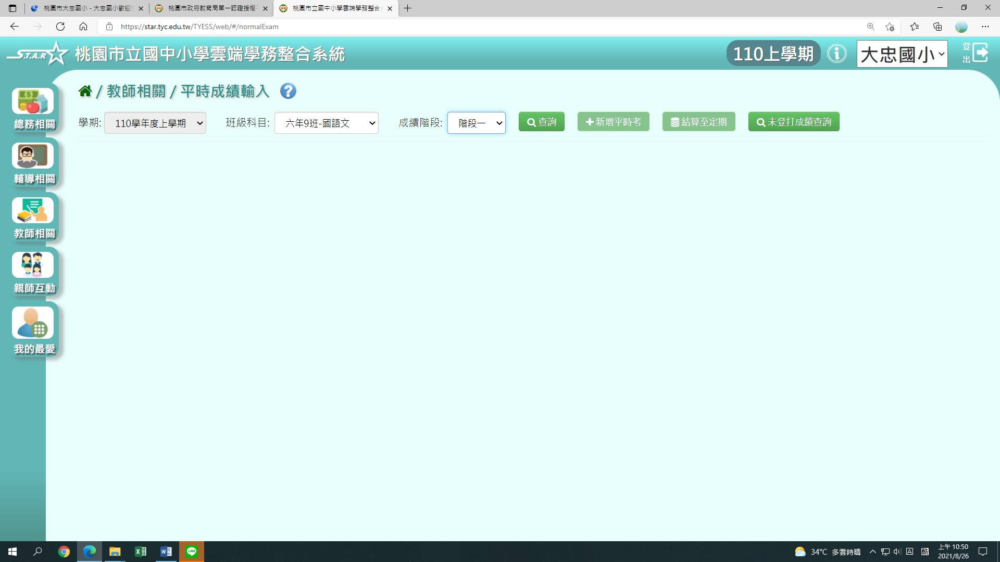 桃園市大忠國小 - 大忠國小歡迎
桃園市政府教育局單一認證授權
桃園市立國中小學雲端學務整合
https://star.tyc.edu.tw/TYESS/web/#/normalExam
S.T.A.R
桃園市立國中小學雲端學務整合系統
110上學期
大忠國小
登出
/ 教師相關 / 平時成績輸入
?
學期: 110學年度上學期
班級科目: 六年9班-國語文
成績階段: 階段一
查詢
新增平時考
結算至定期
未登打成績查詢
總務相關
輔導相關
教師相關
親師互動
我的最愛
LINE
34°C 多雲時晴
上午 10:50
2021/8/26